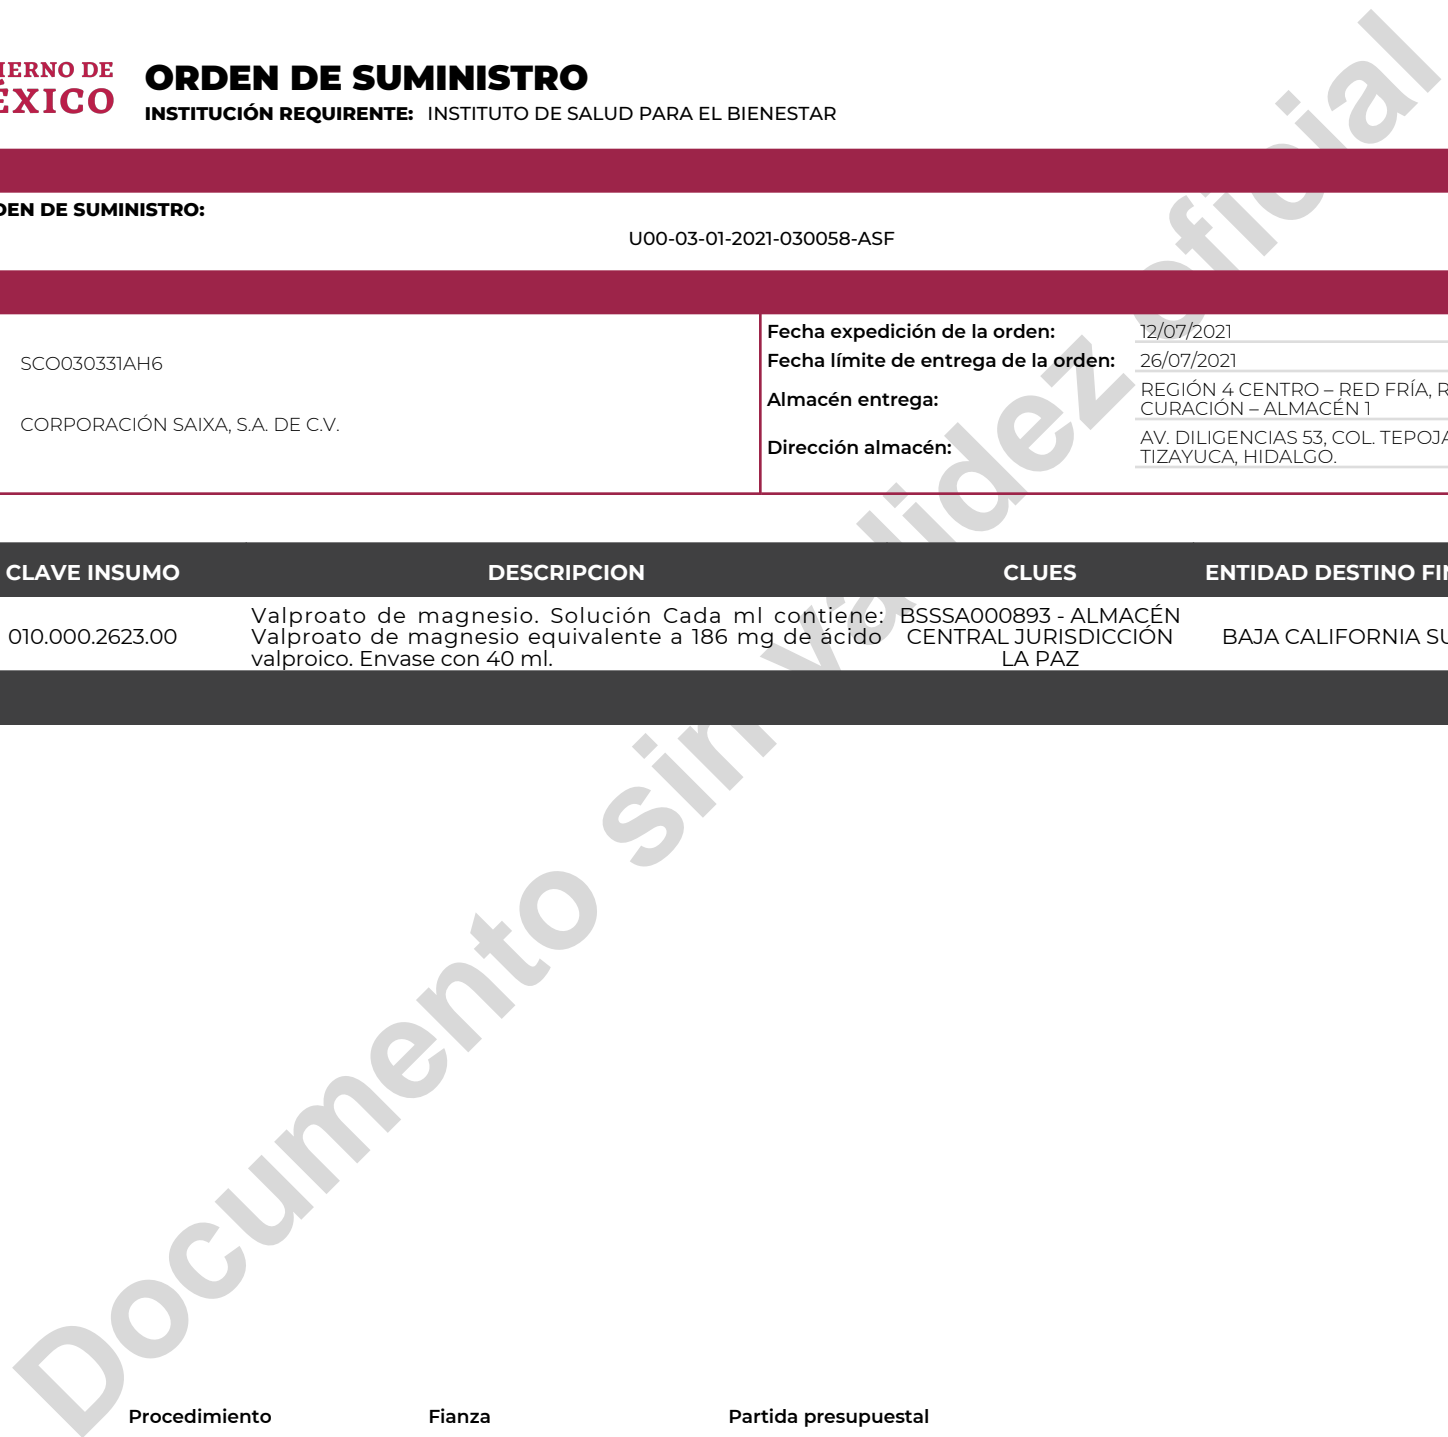 IERNO DE
ÉXICO
ORDEN DE SUMINISTRO
INSTITUCIÓN REQUIRENTE: INSTITUTO DE SALUD PARA EL BIENESTAR
DEN DE SUMINISTRO:
U00-03-01-2021-030058-ASF
SCO030331AH6
CORPORACIÓN SAIXA, S.A. DE C.V.
Fecha expedición de la orden: 12/07/2021
Fecha límite de entrega de la orden: 26/07/2021
Almacén entrega: REGIÓN 4 CENTRO – RED FRÍA, R
CURACIÓN – ALMACÉN 1
Dirección almacén: AV. DILIGENCIAS 53, COL. TEPOJA
TIZAYUCA, HIDALGO.
CLAVE INSUMO DESCRIPCION CLUES ENTIDAD DESTINO FIN
010.000.2623.00
Valproato de magnesio. Solución Cada ml contiene:
Valproato de magnesio equivalente a 186 mg de ácido
valproico. Envase con 40 ml.
BSSSA000893 - ALMACÉN
CENTRAL JURISDICCIÓN
LA PAZ
BAJA CALIFORNIA SU
Documento sin validez oficial
Procedimiento Fianza Partida presupuestal